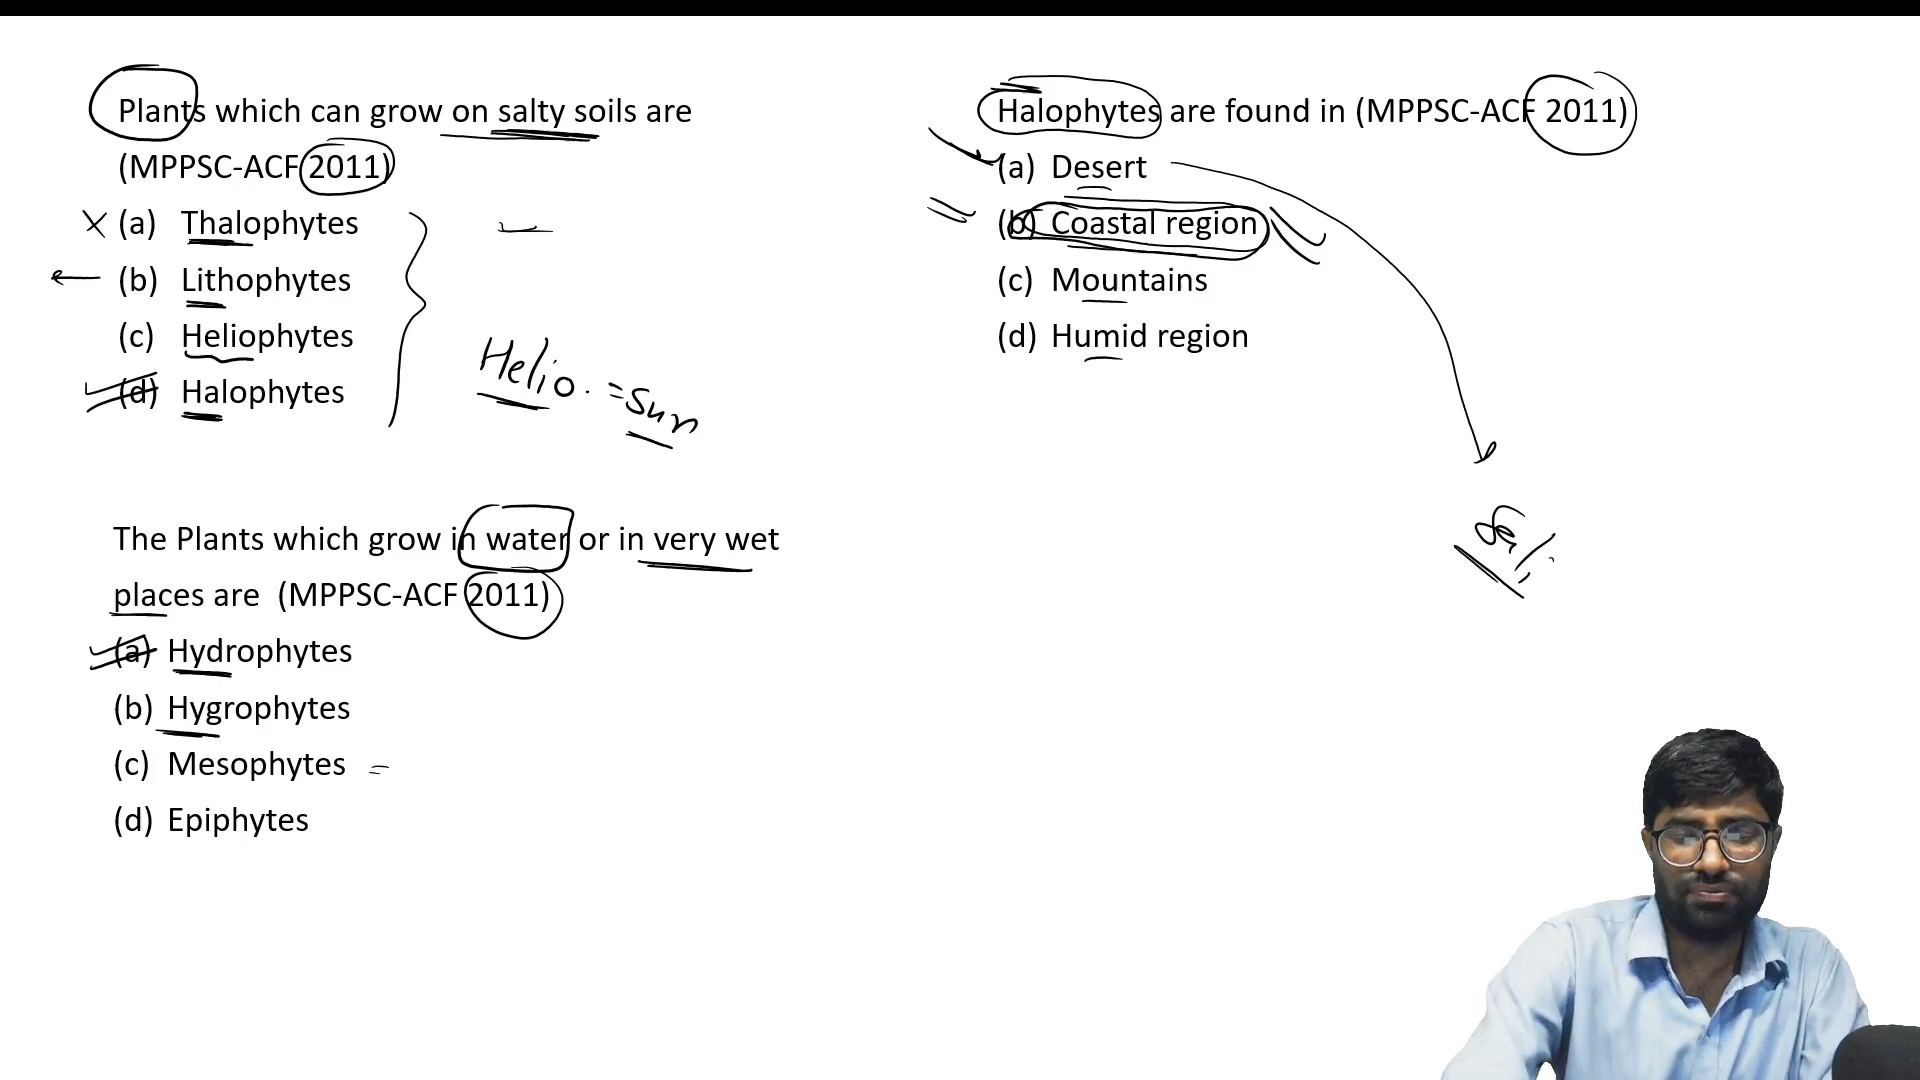 Plants which can grow on salty soils are
(MPPSC-ACF 2011)
(a) Thalophytes
(b) Lithophytes
(c) Heliophytes
(d) Halophytes
Helio. = Sun
The Plants which grow in water or in very wet
places are (MPPSC-ACF 2011)
(a) Hydrophytes
(b) Hygrophytes
(c) Mesophytes =
(d) Epiphytes
Halophytes are found in (MPPSC-ACF 2011)
(a) Desert
(b) Coastal region
(c) Mountains
(d) Humid region